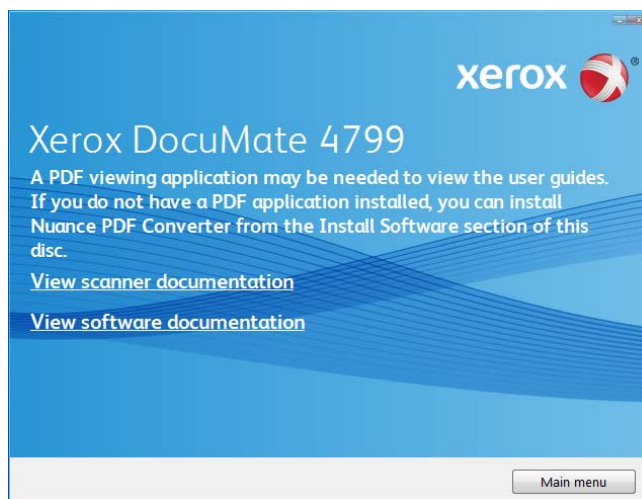 xerox ®
Xerox DocuMate 4799
A PDF viewing application may be needed to view the user guides.
If you do not have a PDF application installed, you can install
Nuance PDF Converter from the Install Software section of this
disc.
View scanner documentation
View software documentation
Main menu